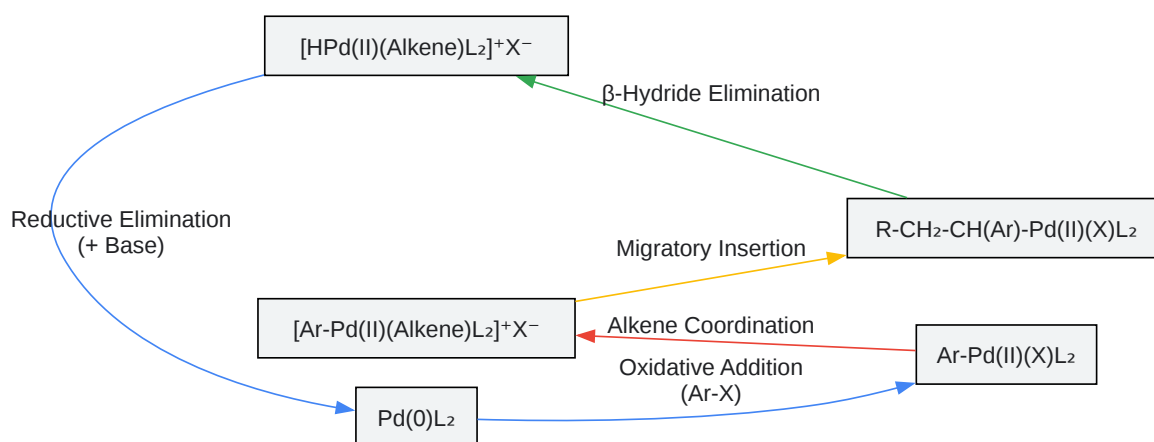 [HPd(II)(Alkene)L₂]⁺X⁻
β-Hydride Elimination
Reductive Elimination
(+ Base)
R-CH₂-CH(Ar)-Pd(II)(X)L₂
Migratory Insertion
[Ar-Pd(II)(Alkene)L₂]⁺X⁻
Alkene Coordination
Ar-Pd(II)(X)L₂
Oxidative Addition
(Ar-X)
Pd(0)L₂